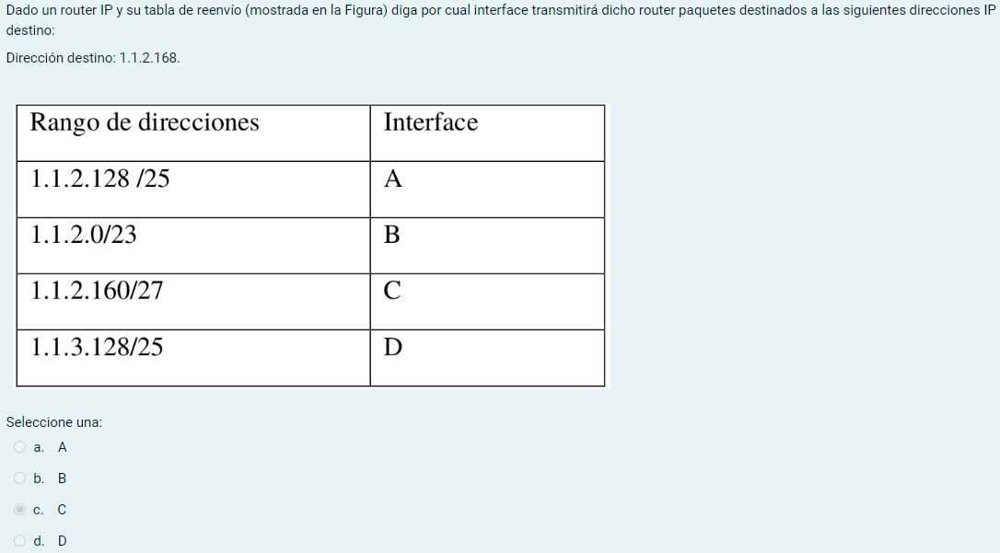 Dado un router IP y su tabla de reenvío (mostrada en la Figura) diga por cual interface transmitirá dicho router paquetes destinados a las siguientes direcciones IP
destino:
Dirección destino: 1.1.2.168.
Rango de direcciones Interface
1.1.2.128 /25 A
1.1.2.0/23 B
1.1.2.160/27 C
1.1.3.128/25 D
Seleccione una:
a. A
b. B
c. C
d. D